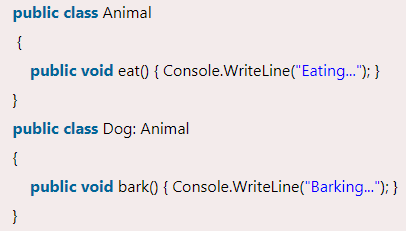 public class Animal
{
public void eat() { Console.WriteLine("Eating..."); }
}
public class Dog: Animal
{
public void bark() { Console.WriteLine("Barking..."); }
}